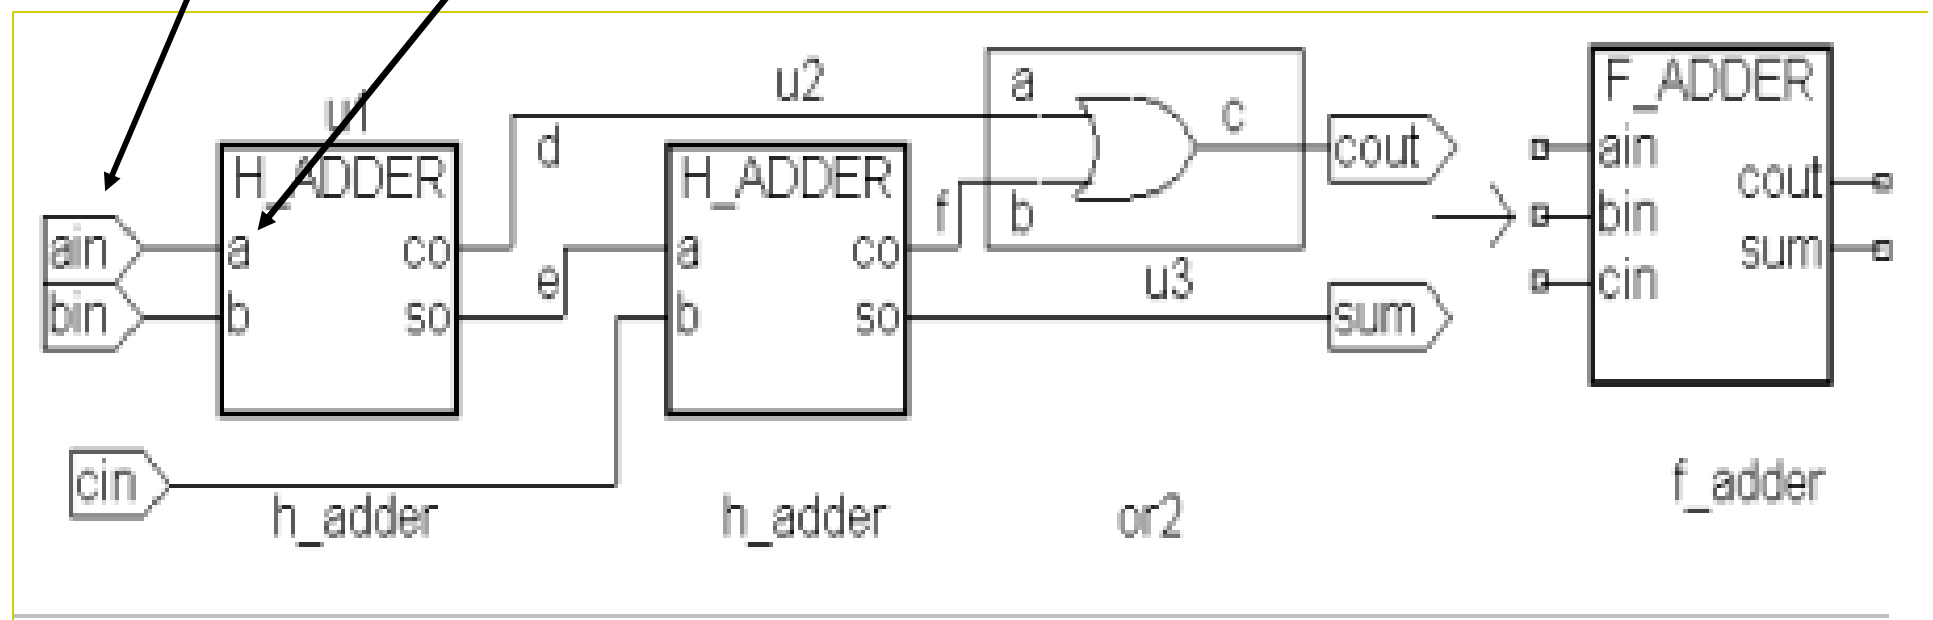 u1
u2
a
c
F_ADDER
H_ADDER
d
H_ADDER
cout
ain
cout
f
b
bin
ain
a
co
a
co
sum
e
u3
cin
bin
b
so
b
so
sum
cin
h_adder
h_adder
or2
f_adder